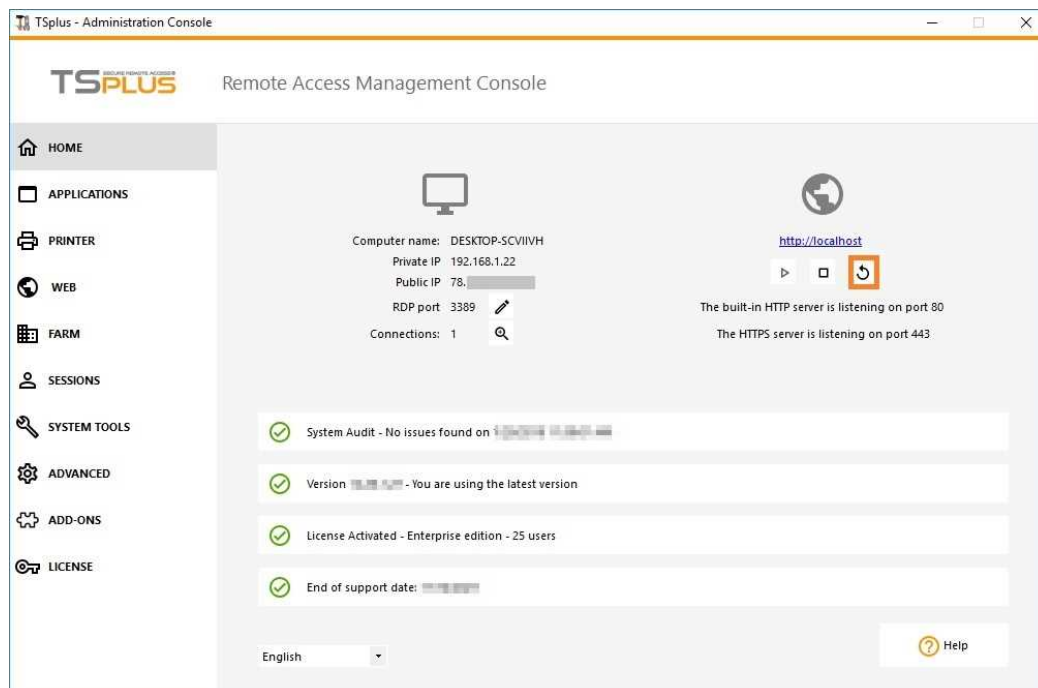 TSplus - Administration Console
TSPLUS
SECURE REMOTE ACCESS
Remote Access Management Console
HOME
APPLICATIONS
PRINTER
WEB
FARM
SESSIONS
SYSTEM TOOLS
ADVANCED
ADD-ONS
LICENSE
Computer name: DESKTOP-SCVIIVH
Private IP 192.168.1.22
Public IP 78.
RDP port 3389
Connections: 1
http://localhost
The built-in HTTP server is listening on port 80
The HTTPS server is listening on port 443
System Audit - No issues found on
Version - You are using the latest version
License Activated - Enterprise edition - 25 users
End of support date:
English
Help